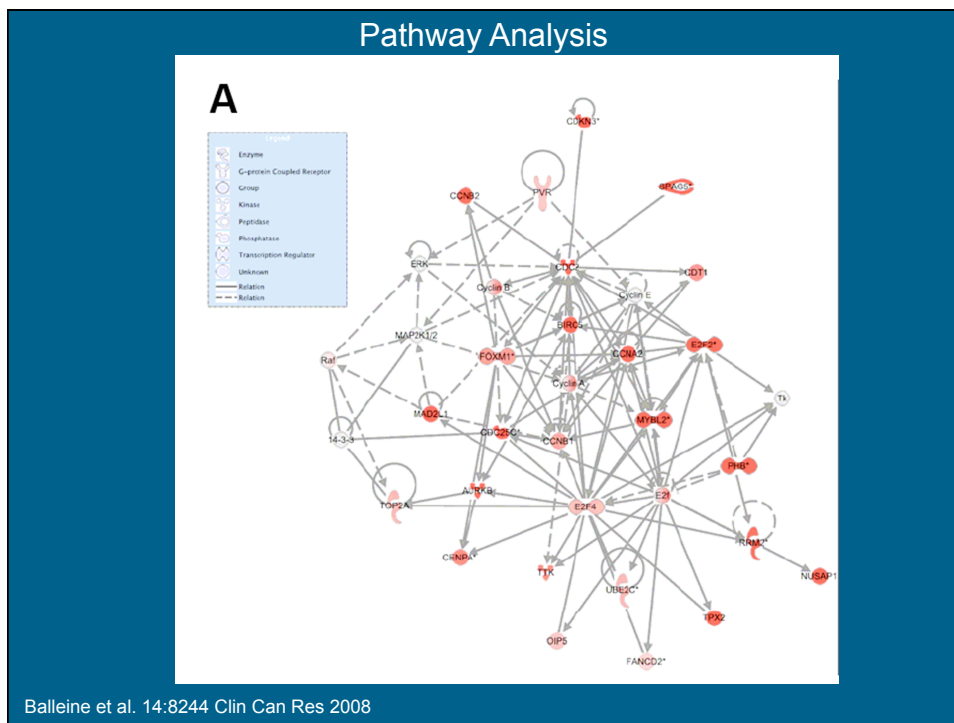 Pathway Analysis
A
Legend
Enzyme
G-protein Coupled Receptor
Group
Kinase
Peptidase
Phosphatase
Transcription Regulator
Unknown
Relation
Relation
CDKN3*
CCNB2
PVR
SPAG5*
ERK
CDC2
CDT1
Cyclin B
Cyclin E
BIRC5
MAP2K1/2
E2F2*
Raf
FOXM1*
CCNA2
Cyclin A
Tk
MAD2L1
MYBL2*
14-3-3
CDC25C*
CCNB1
PHB*
AURKB
E2f
TOP2A
E2F4
RRM2*
CENPA*
TTK
NUSAP1
UBE2C*
TPX2
OIP5
FANCD2*
Balleine et al. 14:8244 Clin Can Res 2008